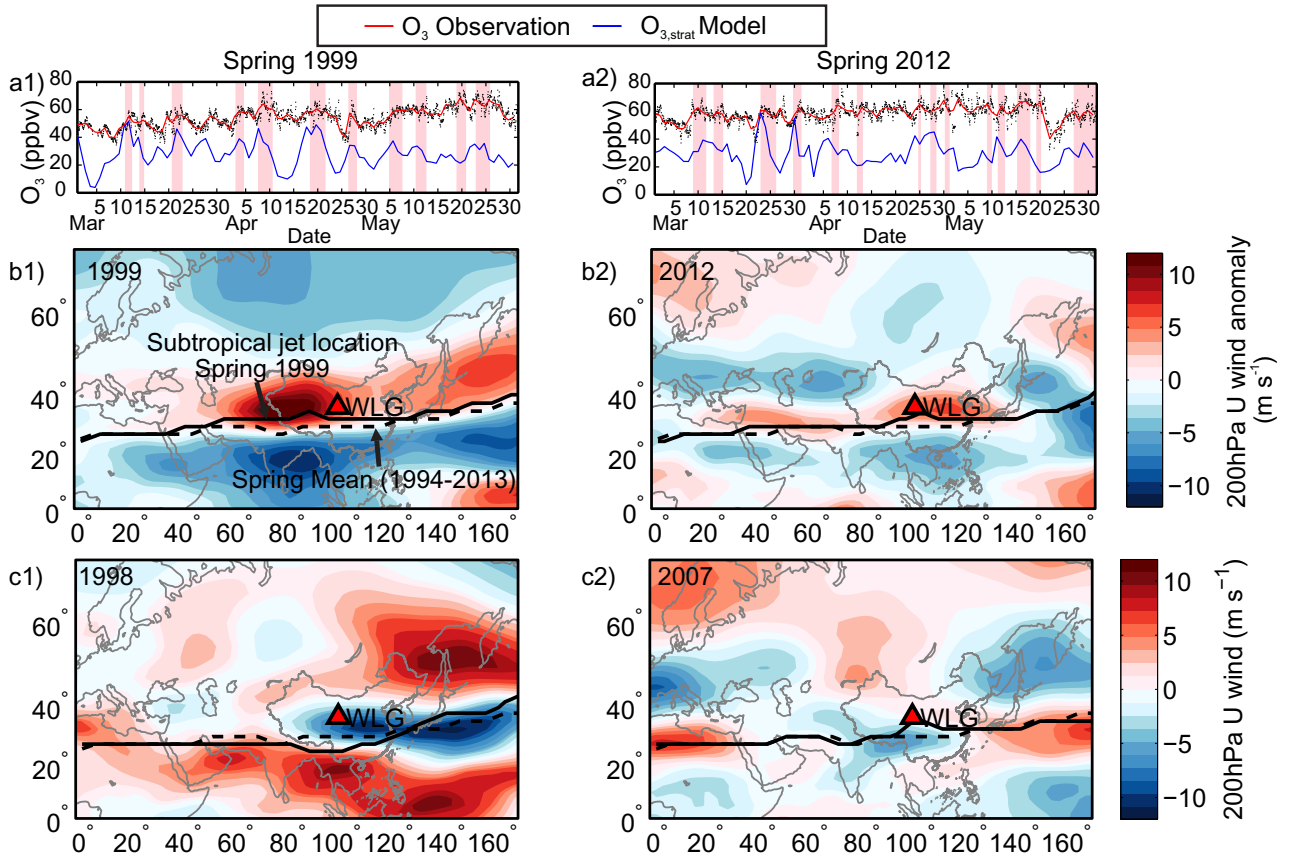 O3 Observation O3,strat Model
Spring 1999 Spring 2012
a1) a2)
80 60 40 20 0
O3 (ppbv)
5 10 15 20 25 30 5 10 15 20 25 30 5 10 15 20 25 30
Mar Apr May
Date
80 60 40 20 0
O3 (ppbv)
5 10 15 20 25 30 5 10 15 20 25 30 5 10 15 20 25 30
Mar Apr May
Date
b1) 1999
Subtropical jet location
Spring 1999
WLG
Spring Mean (1994-2013)
60° 40° 20° 0
0° 20° 40° 60° 80° 100° 120° 140° 160°
b2) 2012
WLG
60° 40° 20° 0
0° 20° 40° 60° 80° 100° 120° 140° 160°
10 5 0 −5 −10
200hPa U wind anomaly
(m s-1)
c1) 1998
WLG
60° 40° 20° 0°
0° 20° 40° 60° 80° 100° 120° 140° 160°
c2) 2007
WLG
60° 40° 20° 0°
0° 20° 40° 60° 80° 100° 120° 140° 160°
10 5 0 −5 −10
200hPa U wind (m s−1)